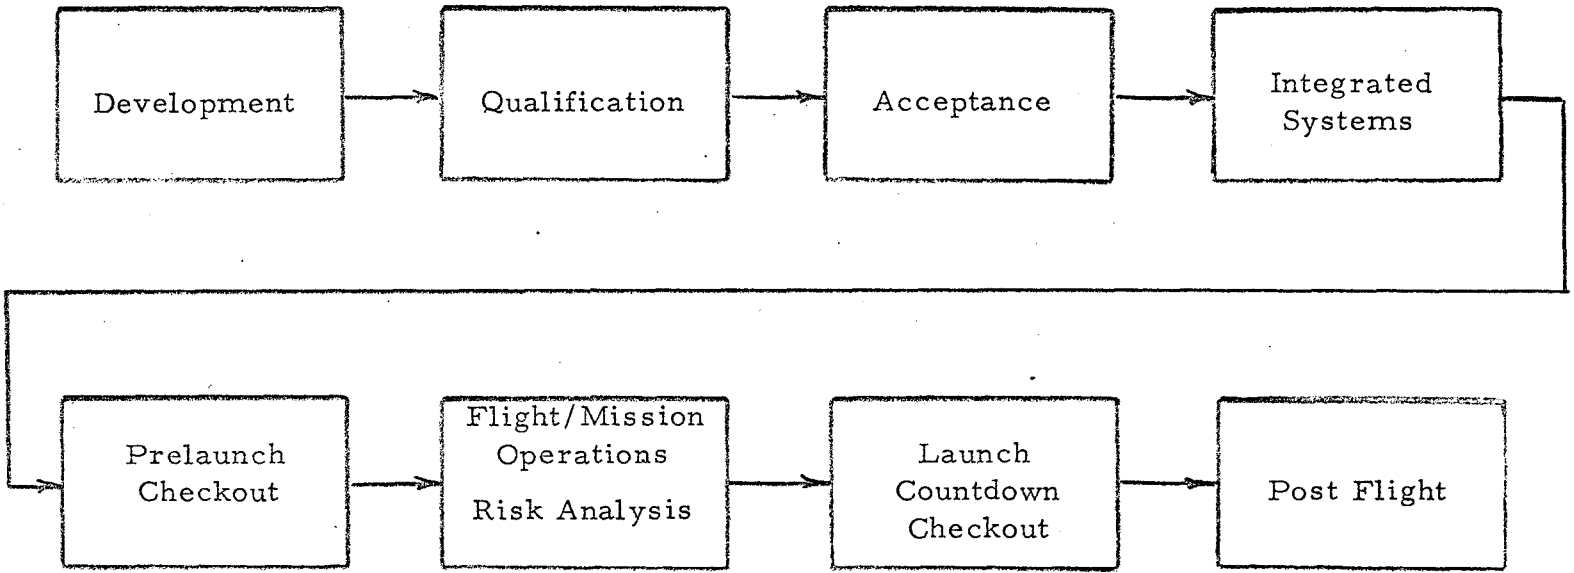 Development
Qualification
Acceptance
Integrated
Systems
Prelaunch
Checkout
Flight/Mission
Operations
Risk Analysis
Launch
Countdown
Checkout
Post Flight